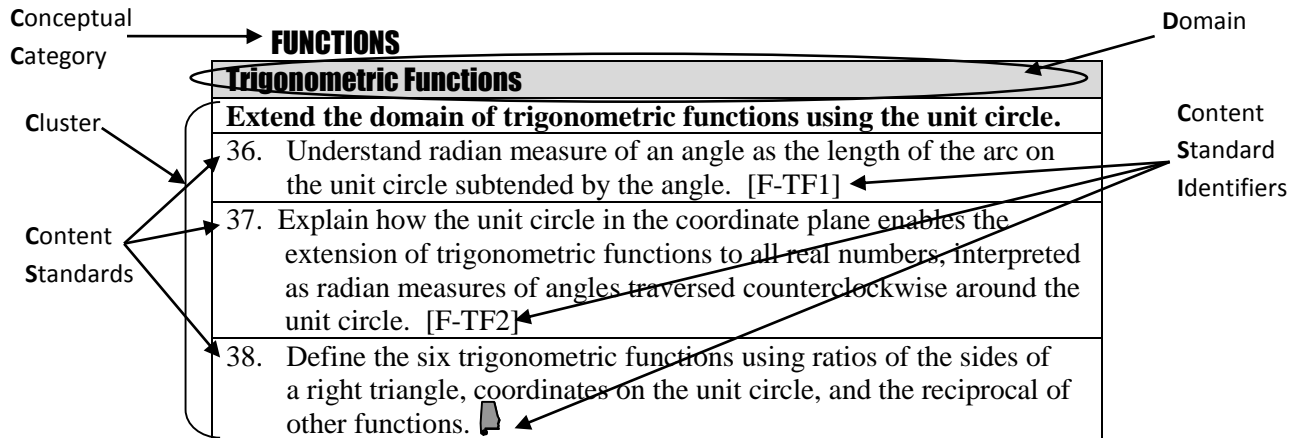 Conceptual
Category
FUNCTIONS
Domain
Trigonometric Functions
Cluster
Extend the domain of trigonometric functions using the unit circle.
Content
Standard
Identifiers
36. Understand radian measure of an angle as the length of the arc on
the unit circle subtended by the angle. [F-TF1]
Content
Standards
37. Explain how the unit circle in the coordinate plane enables the
extension of trigonometric functions to all real numbers, interpreted
as radian measures of angles traversed counterclockwise around the
unit circle. [F-TF2]
38. Define the six trigonometric functions using ratios of the sides of
a right triangle, coordinates on the unit circle, and the reciprocal of
other functions.